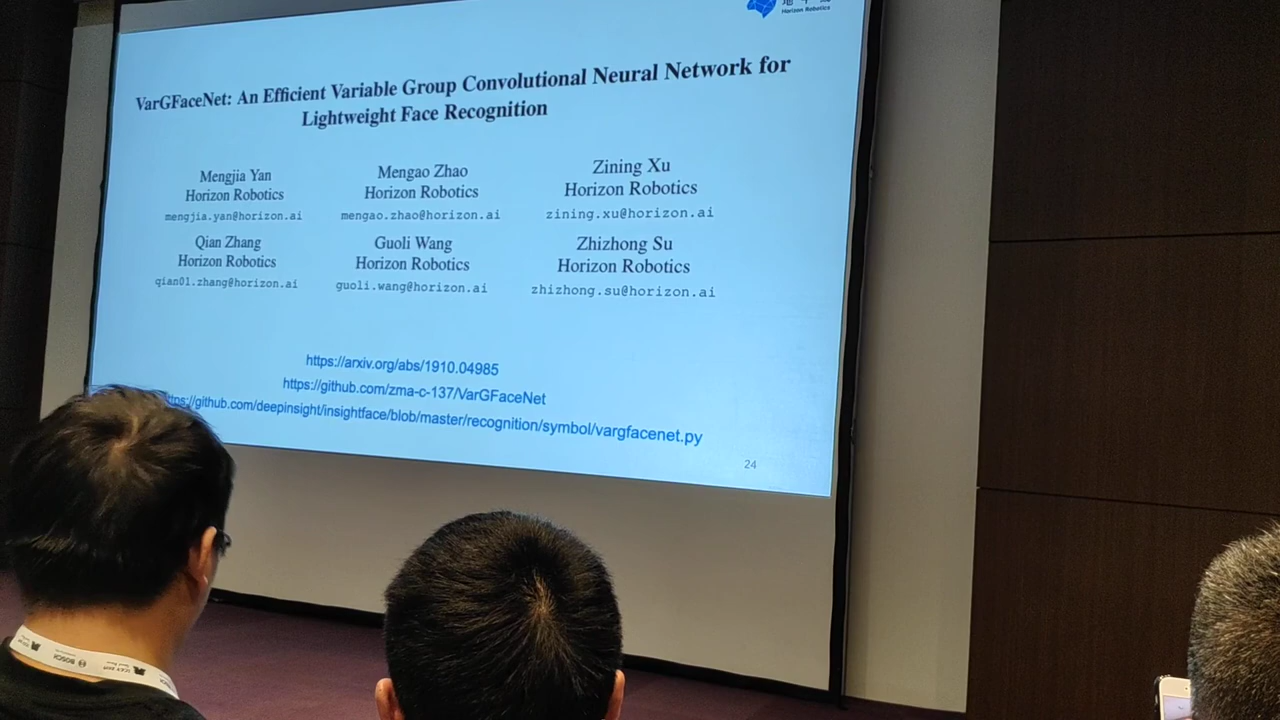 Horizon Robotics
VarGFaceNet: An Efficient Variable Group Convolutional Neural Network for
Lightweight Face Recognition
Mengjia Yan
Horizon Robotics
mengjia.yan@horizon.ai
Mengao Zhao
Horizon Robotics
mengao.zhao@horizon.ai
Zining Xu
Horizon Robotics
zining.xu@horizon.ai
Qian Zhang
Horizon Robotics
qian01.zhang@horizon.ai
Guoli Wang
Horizon Robotics
guoli.wang@horizon.ai
Zhizhong Su
Horizon Robotics
zhizhong.su@horizon.ai
https://arxiv.org/abs/1910.04985
https://github.com/zma-c-137/VarGFaceNet
https://github.com/deepinsight/insightface/blob/master/recognition/symbol/vargfacenet.py
24
BOSCH